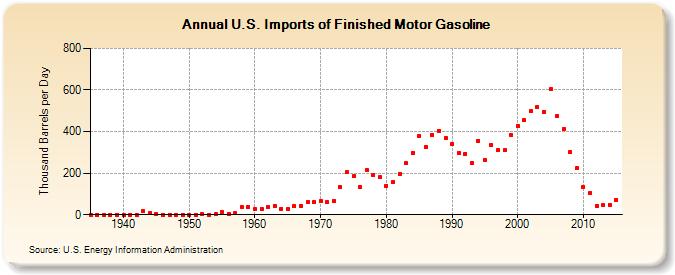 Annual U.S. Imports of Finished Motor Gasoline
Thousand Barrels per Day
800
600
400
200
0
1940 1950 1960 1970 1980 1990 2000 2010
Source: U.S. Energy Information Administration